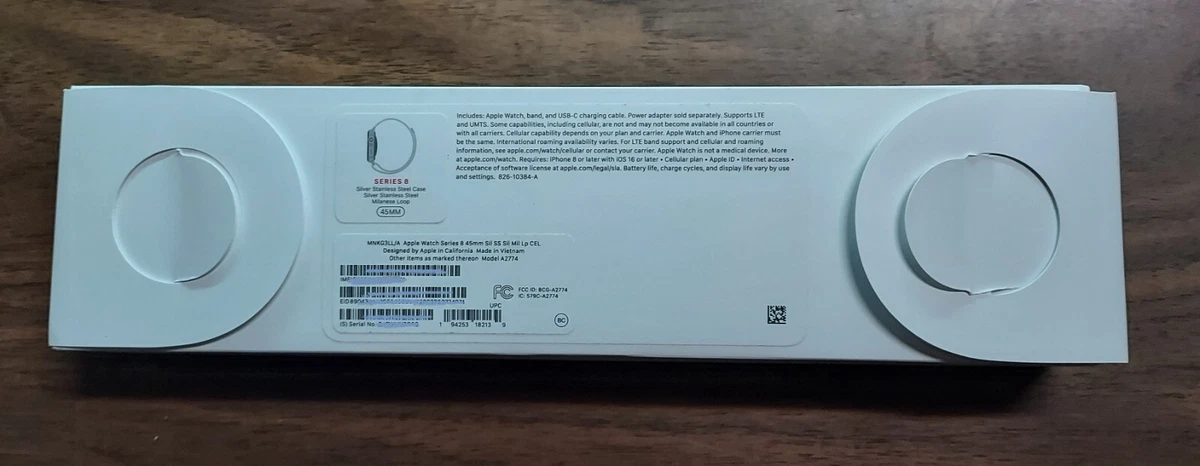 Includes: Apple Watch, band, and USB-C charging cable. Power adapter sold separately. Supports LTE
and UMTS. Some capabilities, including cellular, are not and may not become available in all countries or
with all carriers. Cellular capability depends on your plan and carrier. Apple Watch and iPhone carrier must
be the same. International roaming availability varies. For LTE band support and cellular and roaming
information, see apple.com/watch/cellular or contact your carrier. Apple Watch is not a medical device. More
at apple.com/watch. Requires: iPhone 8 or later with iOS 16 or later • Cellular plan • Apple ID • Internet access •
Acceptance of software license at apple.com/legal/sla. Battery life, charge cycles, and display life vary by use
and settings. 826-10384-A
SERIES 8
Silver Stainless Steel Case
Silver Stainless Steel
Milanese Loop
45MM
MNKG3LL/A Apple Watch Series 8 45mm Sil SS Sil Mil Lp CEL
Designed by Apple in California Made in Vietnam
Other items as marked thereon Model A2774
FC FCC ID: BCG-A2774
IC: 579C-A2774
EID
UPC
(S) Serial No.
1 94253 18213 9
BC